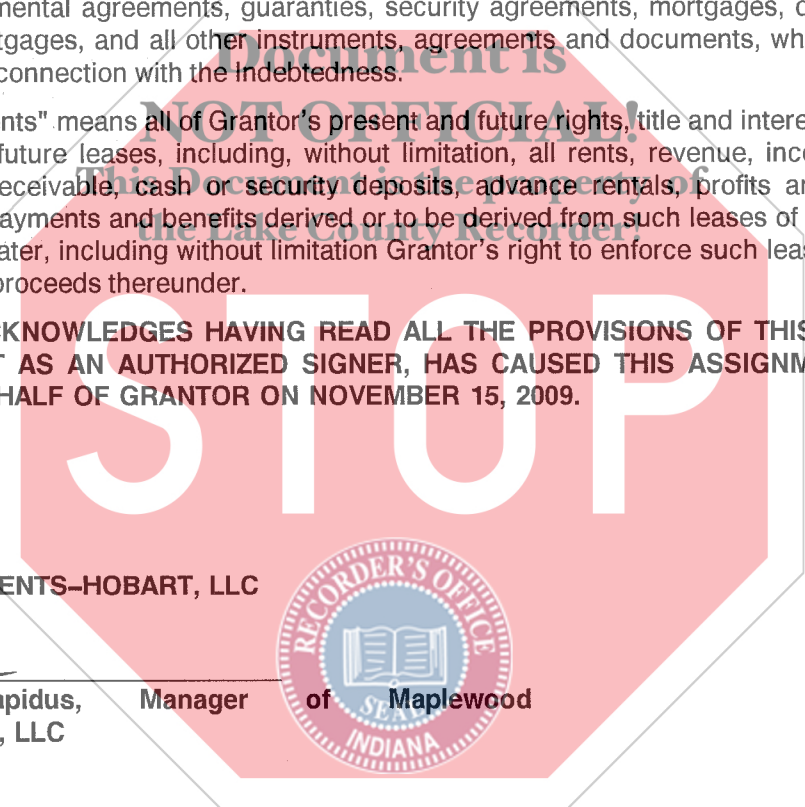 mental agreements, guaranties, security agreements, mortgages,
tgages, and all other instruments, agreements and documents, wh
connection with the Indebtedness.
Document is
NOT OFFICIAL!
This Document is the property of
the Lake County Recorder!
nts" means all of Grantor's present and future rights, title and intere
future leases, including, without limitation, all rents, revenue, inco
eceivable, cash or security deposits, advance rentals, profits an
ayments and benefits derived or to be derived from such leases of
ater, including without limitation Grantor's right to enforce such leas
proceeds thereunder.
CKNOWLEDGES HAVING READ ALL THE PROVISIONS OF THIS
T AS AN AUTHORIZED SIGNER, HAS CAUSED THIS ASSIGNM
HALF OF GRANTOR ON NOVEMBER 15, 2009.
STOP
ENTS–HOBART, LLC
apidus, Manager of Maplewood
, LLC
RECORDER'S OFFICE
SEAL
INDIANA